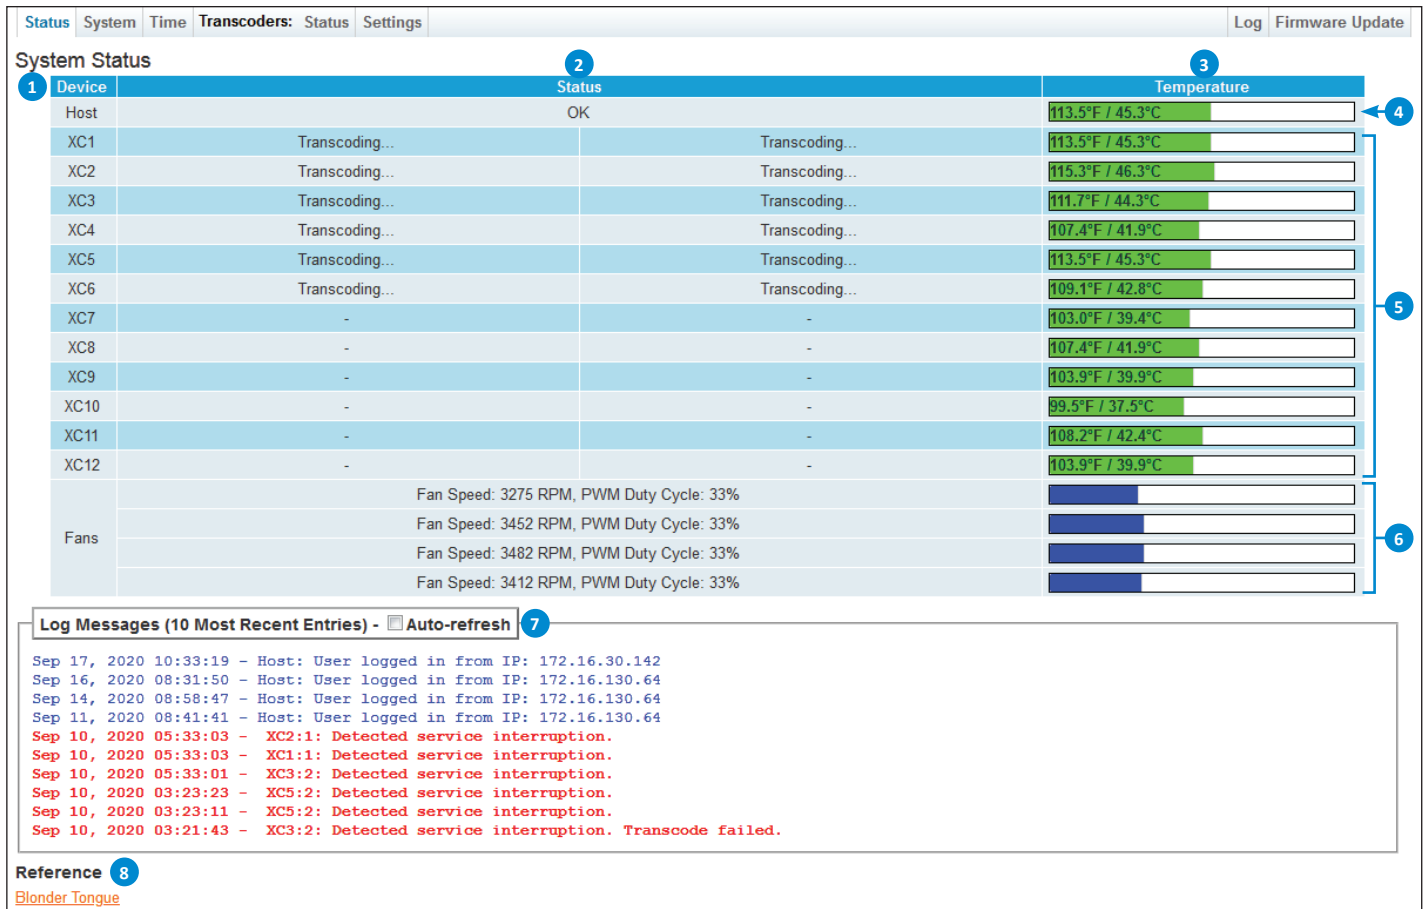 Status System Time Transcoders: Status Settings Log Firmware Update
System Status
2 3
1 Device Status Temperature
Host OK 113.5°F / 45.3°C 4
XC1 Transcoding... Transcoding... 113.5°F / 45.3°C
XC2 Transcoding... Transcoding... 115.3°F / 46.3°C
XC3 Transcoding... Transcoding... 111.7°F / 44.3°C
XC4 Transcoding... Transcoding... 107.4°F / 41.9°C
XC5 Transcoding... Transcoding... 113.5°F / 45.3°C
XC6 Transcoding... Transcoding... 109.1°F / 42.8°C
5
XC7 - - 103.0°F / 39.4°C
XC8 - - 107.4°F / 41.9°C
XC9 - - 103.9°F / 39.9°C
XC10 - - 99.5°F / 37.5°C
XC11 - - 108.2°F / 42.4°C
XC12 - - 103.9°F / 39.9°C
Fan Speed: 3275 RPM, PWM Duty Cycle: 33%
Fan Speed: 3452 RPM, PWM Duty Cycle: 33%
Fans 6
Fan Speed: 3482 RPM, PWM Duty Cycle: 33%
Fan Speed: 3412 RPM, PWM Duty Cycle: 33%
Log Messages (10 Most Recent Entries) - Auto-refresh 7
Sep 17, 2020 10:33:19 - Host: User logged in from IP: 172.16.30.142
Sep 16, 2020 08:31:50 - Host: User logged in from IP: 172.16.130.64
Sep 14, 2020 08:58:47 - Host: User logged in from IP: 172.16.130.64
Sep 11, 2020 08:41:41 - Host: User logged in from IP: 172.16.130.64
Sep 10, 2020 05:33:03 - XC2:1: Detected service interruption.
Sep 10, 2020 05:33:03 - XC1:1: Detected service interruption.
Sep 10, 2020 05:33:01 - XC3:2: Detected service interruption.
Sep 10, 2020 03:23:23 - XC5:2: Detected service interruption.
Sep 10, 2020 03:23:11 - XC5:2: Detected service interruption.
Sep 10, 2020 03:21:43 - XC3:2: Detected service interruption. Transcode failed.
Reference 8
Blonder Tongue